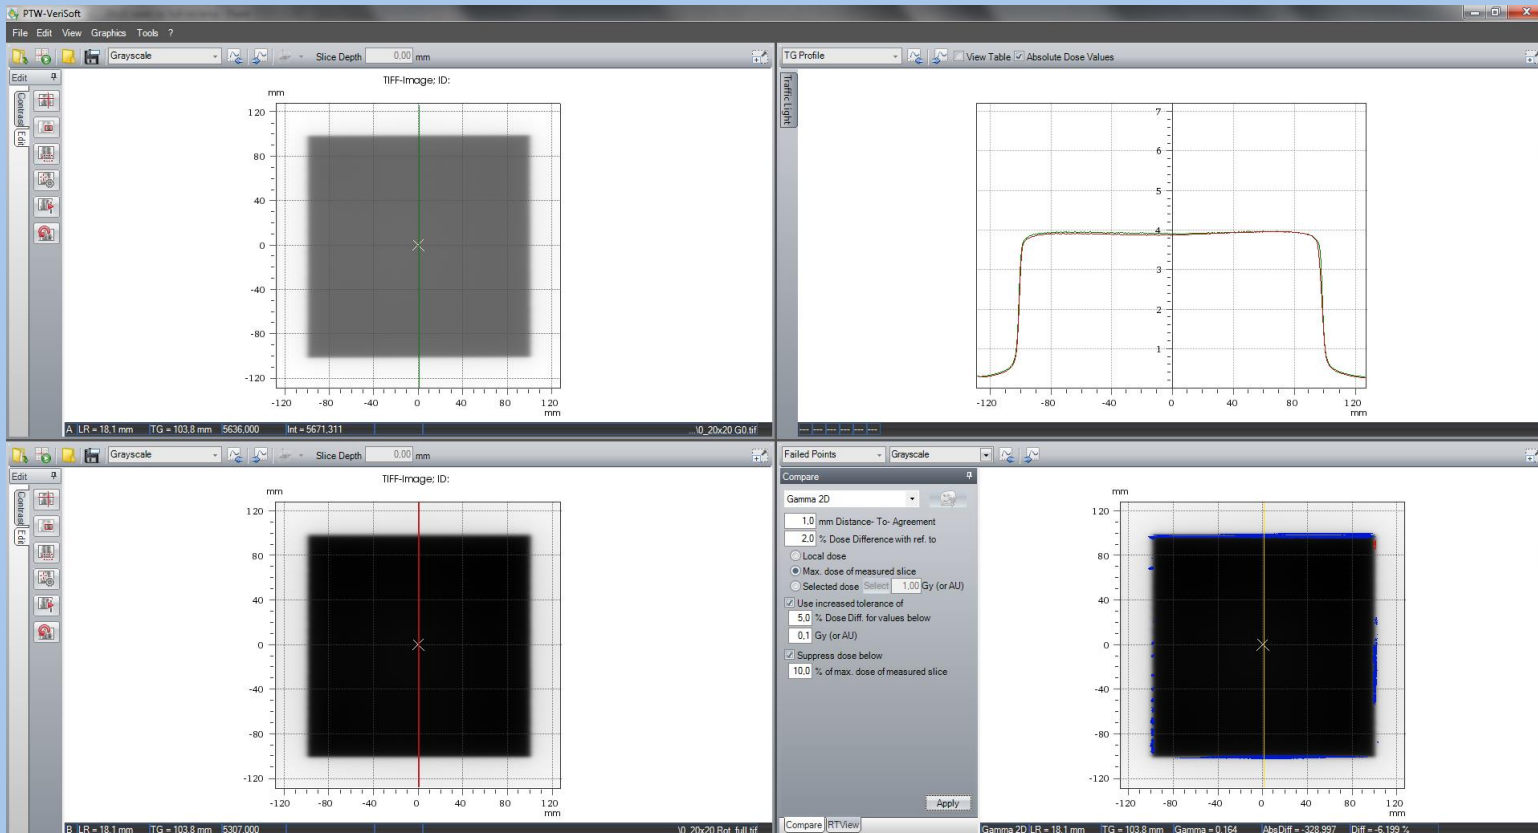 PTW-VeriSoft
File Edit View Graphics Tools ?
Grayscale Slice Depth 0,00 mm
Edit
Contrast
Edit
TIFF-Image; ID:
mm
120
80
40
0
-40
-80
-120
-120 -80 -40 0 40 80 120
mm
A LR = 18,1 mm TG = 103,8 mm 5636,000 Int = 5671,311 ...\0_20x20 G0.tif
TG Profile View Table Absolute Dose Values
Traffic Light
7
6
5
4
3
2
1
-120 -80 -40 0 40 80 120
mm
--- --- --- --- --- ---
Grayscale Slice Depth 0,00 mm
Edit
Contrast
Edit
TIFF-Image; ID:
mm
120
80
40
0
-40
-80
-120
-120 -80 -40 0 40 80 120
mm
B LR = 18,1 mm TG = 103,8 mm 5307,000 \0_20x20 Rot_full.tif
Failed Points Grayscale
Compare
Gamma 2D
1,0 mm Distance- To- Agreement
2,0 % Dose Difference with ref. to
Local dose
Max. dose of measured slice
Selected dose Select 1,00 Gy (or AU)
Use increased tolerance of
5,0 % Dose Diff. for values below
0,1 Gy (or AU)
Suppress dose below
10,0 % of max. dose of measured slice
Apply
Compare RTView
mm
120
80
40
0
-40
-80
-120
-120 -80 -40 0 40 80 120
mm
Gamma 2D LR = 18,1 mm TG = 103,8 mm Gamma = 0,164 AbsDiff = -328,997 Diff = -6,199 %